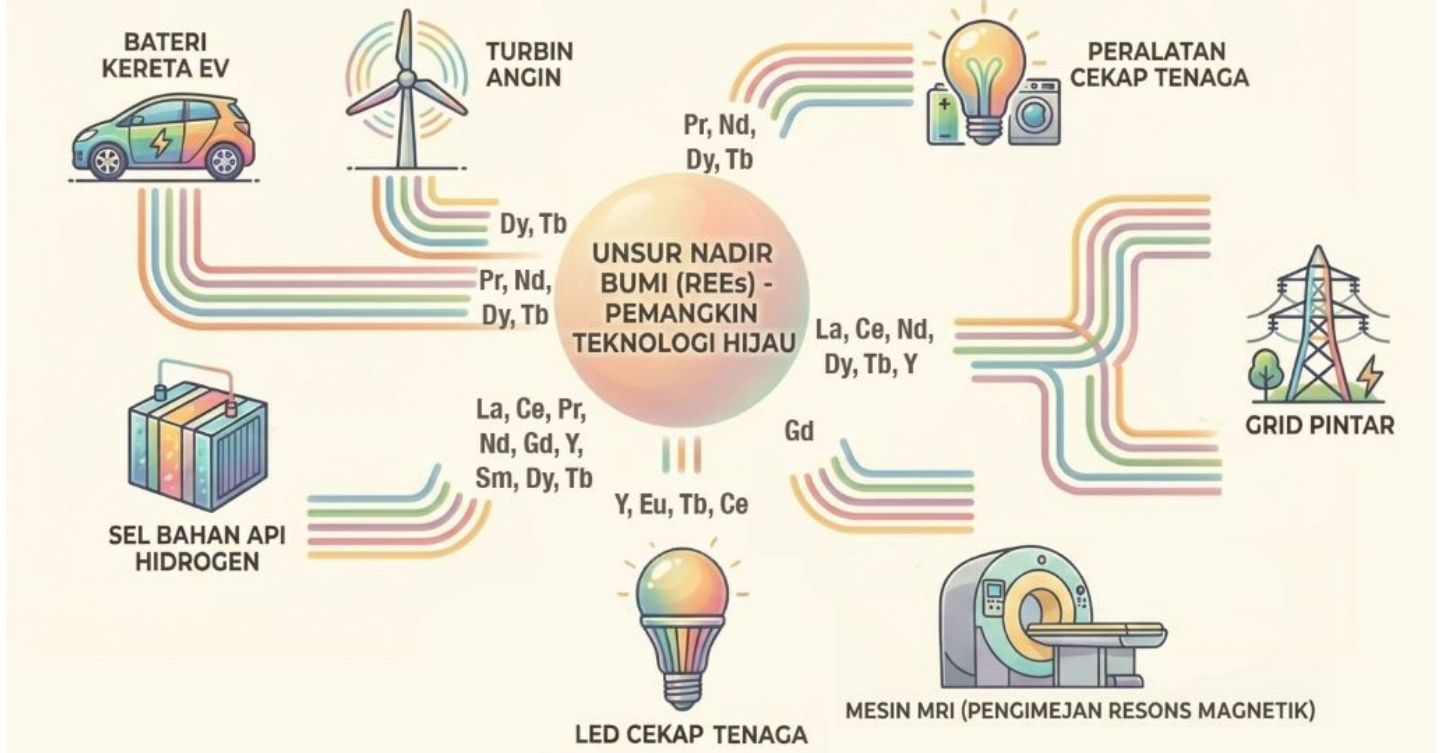 BATERI
KERETA EV
TURBIN
ANGIN
PERALATAN
CEKAP TENAGA
Pr, Nd,
Dy, Tb
Dy, Tb
Pr, Nd,
Dy, Tb
UNSUR NADIR
BUMI (REEs) -
PEMANGKIN
TEKNOLOGI HIJAU
La, Ce, Nd,
Dy, Tb, Y
GRID PINTAR
La, Ce, Pr,
Nd, Gd, Y,
Sm, Dy, Tb
Gd
Y, Eu, Tb, Ce
SEL BAHAN API
HIDROGEN
LED CEKAP TENAGA
MESIN MRI (PENGIMEJAN RESONS MAGNETIK)